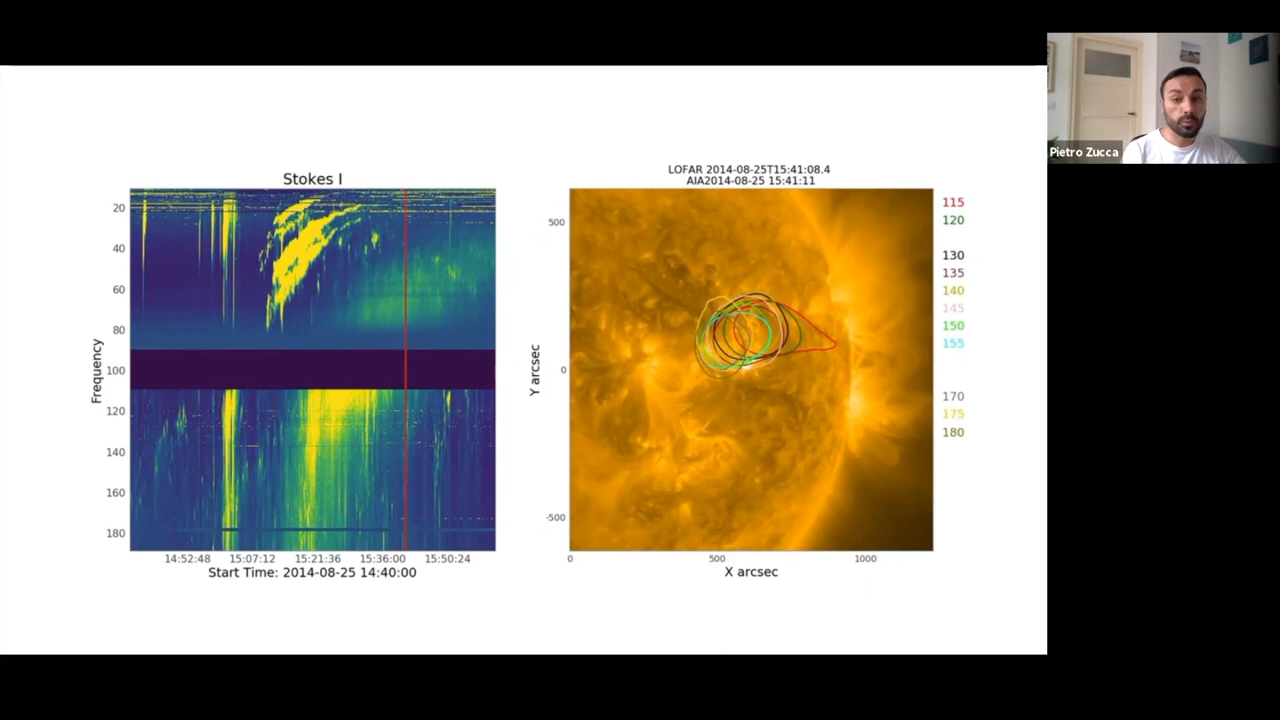 Pietro Zucca
Stokes I
Frequency
20
40
60
80
100
120
140
160
180
14:52:48 15:07:12 15:21:36 15:36:00 15:50:24
Start Time: 2014-08-25 14:40:00
LOFAR 2014-08-25T15:41:08.4
AIA2014-08-25 15:41:11
Y arcsec
500
0
-500
0 500 1000
X arcsec
115
120
130
135
140
145
150
155
170
175
180